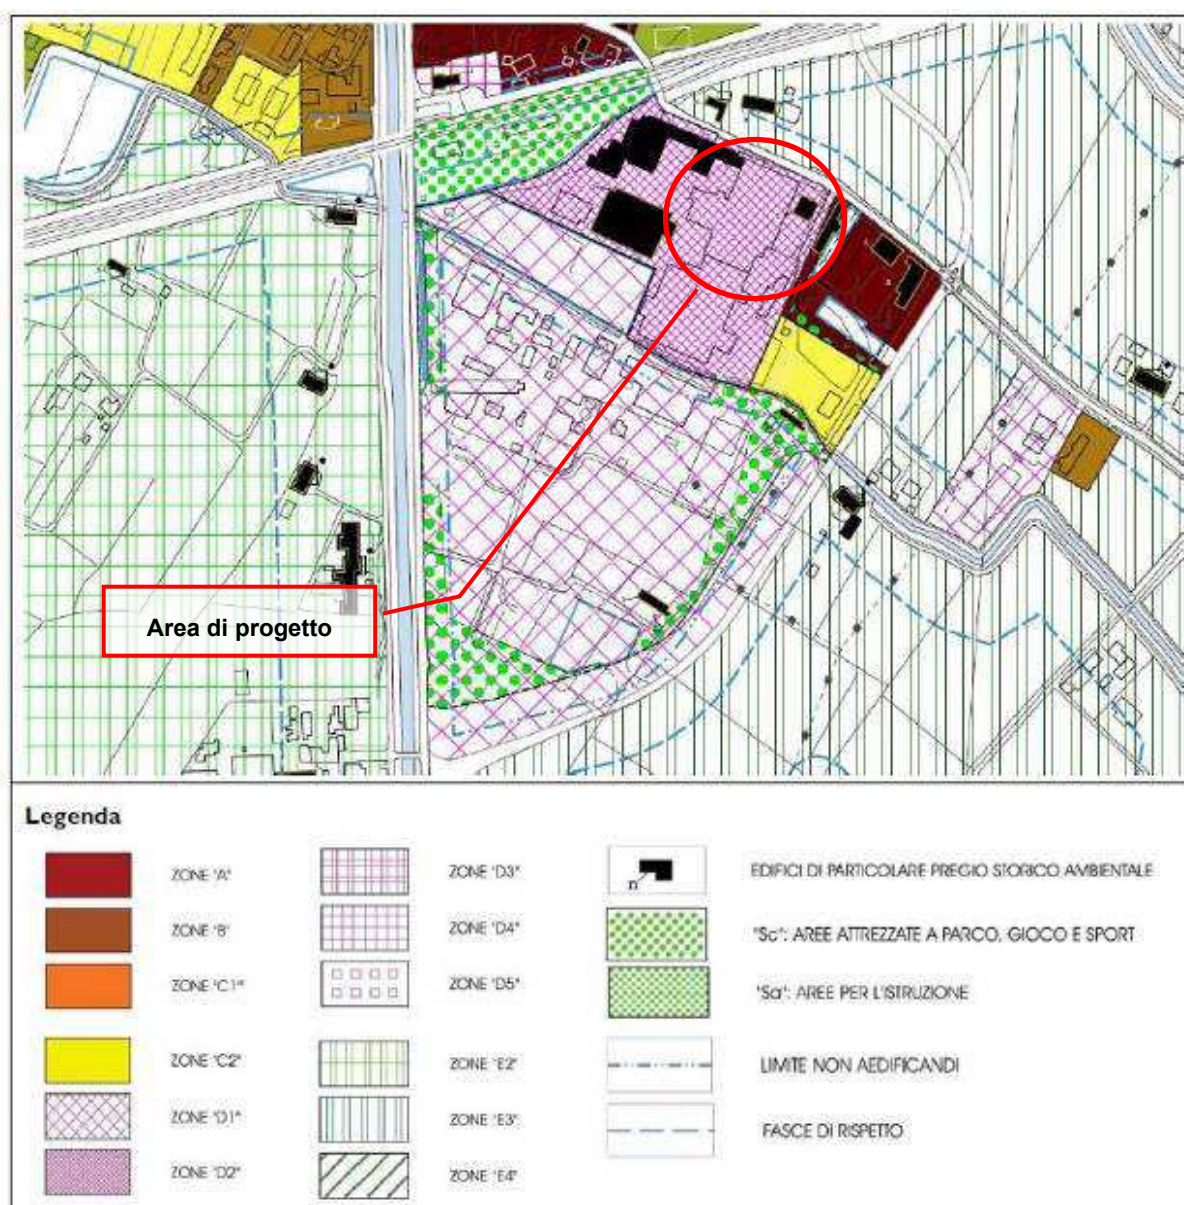 Area di progetto
Legenda
ZONE "A"
ZONE "B"
ZONE "C1"
ZONE "C2"
ZONE "D1"
ZONE "D2"
ZONE "D3"
ZONE "D4"
ZONE "D5"
ZONE "E2"
ZONE "E3"
ZONE "E4"
n
EDIFICI DI PARTICOLARE PREGIO STORICO AMBIENTALE
"Sc": AREE ATTREZZATE A PARCO, GIOCO E SPORT
"Sa": AREE PER L'ISTRUZIONE
LIMITE NON AEDIFICANDI
FASCE DI RISPETTO